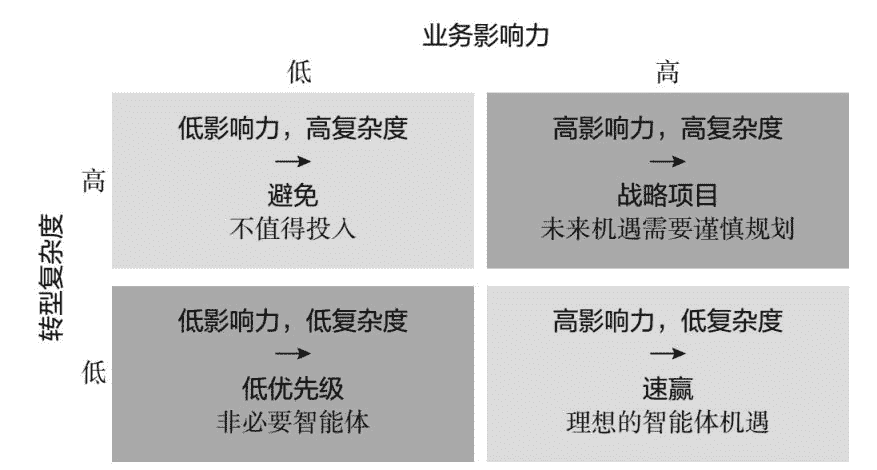 业务影响力
低
高
转型复杂度
高
低影响力，高复杂度
→
避免
不值得投入
高影响力，高复杂度
→
战略项目
未来机遇需要谨慎规划
低
低影响力，低复杂度
→
低优先级
非必要智能体
高影响力，低复杂度
→
速赢
理想的智能体机遇